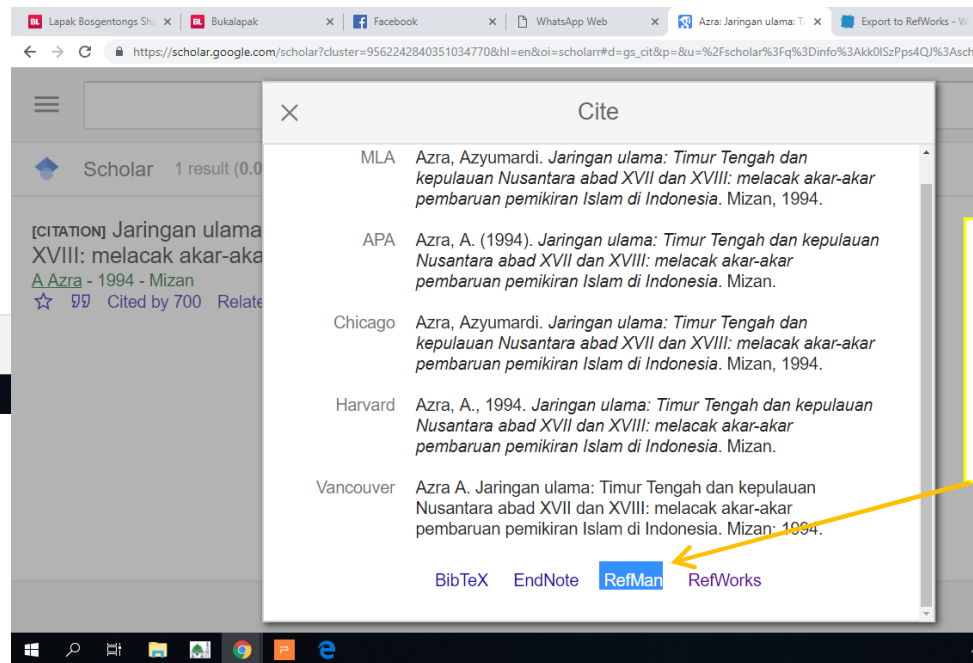 Lapak Bosgentongs Sho
Bukalapak
Facebook
WhatsApp Web
Azra: Jaringan ulama: Ti
Export to RefWorks - W
https://scholar.google.com/scholar?cluster=9562242840351034770&hl=en&oi=scholarr#d=gs_cit&p=&u=%2Fscholar%3Fq%3Dinfo%3Akk0ISzPps4QJ%3Asch
Cite
Scholar 1 result (0.0
[CITATION] Jaringan ulama
XVIII: melacak akar-aka
A Azra - 1994 - Mizan
Cited by 700 Relate
MLA Azra, Azyumardi. Jaringan ulama: Timur Tengah dan
kepulauan Nusantara abad XVII dan XVIII: melacak akar-akar
pembaruan pemikiran Islam di Indonesia. Mizan, 1994.
APA Azra, A. (1994). Jaringan ulama: Timur Tengah dan kepulauan
Nusantara abad XVII dan XVIII: melacak akar-akar
pembaruan pemikiran Islam di Indonesia. Mizan.
Chicago Azra, Azyumardi. Jaringan ulama: Timur Tengah dan
kepulauan Nusantara abad XVII dan XVIII: melacak akar-akar
pembaruan pemikiran Islam di Indonesia. Mizan, 1994.
Harvard Azra, A., 1994. Jaringan ulama: Timur Tengah dan kepulauan
Nusantara abad XVII dan XVIII: melacak akar-akar
pembaruan pemikiran Islam di Indonesia. Mizan.
Vancouver Azra A. Jaringan ulama: Timur Tengah dan kepulauan
Nusantara abad XVII dan XVIII: melacak akar-akar
pembaruan pemikiran Islam di Indonesia. Mizan; 1994.
BibTeX EndNote RefMan RefWorks